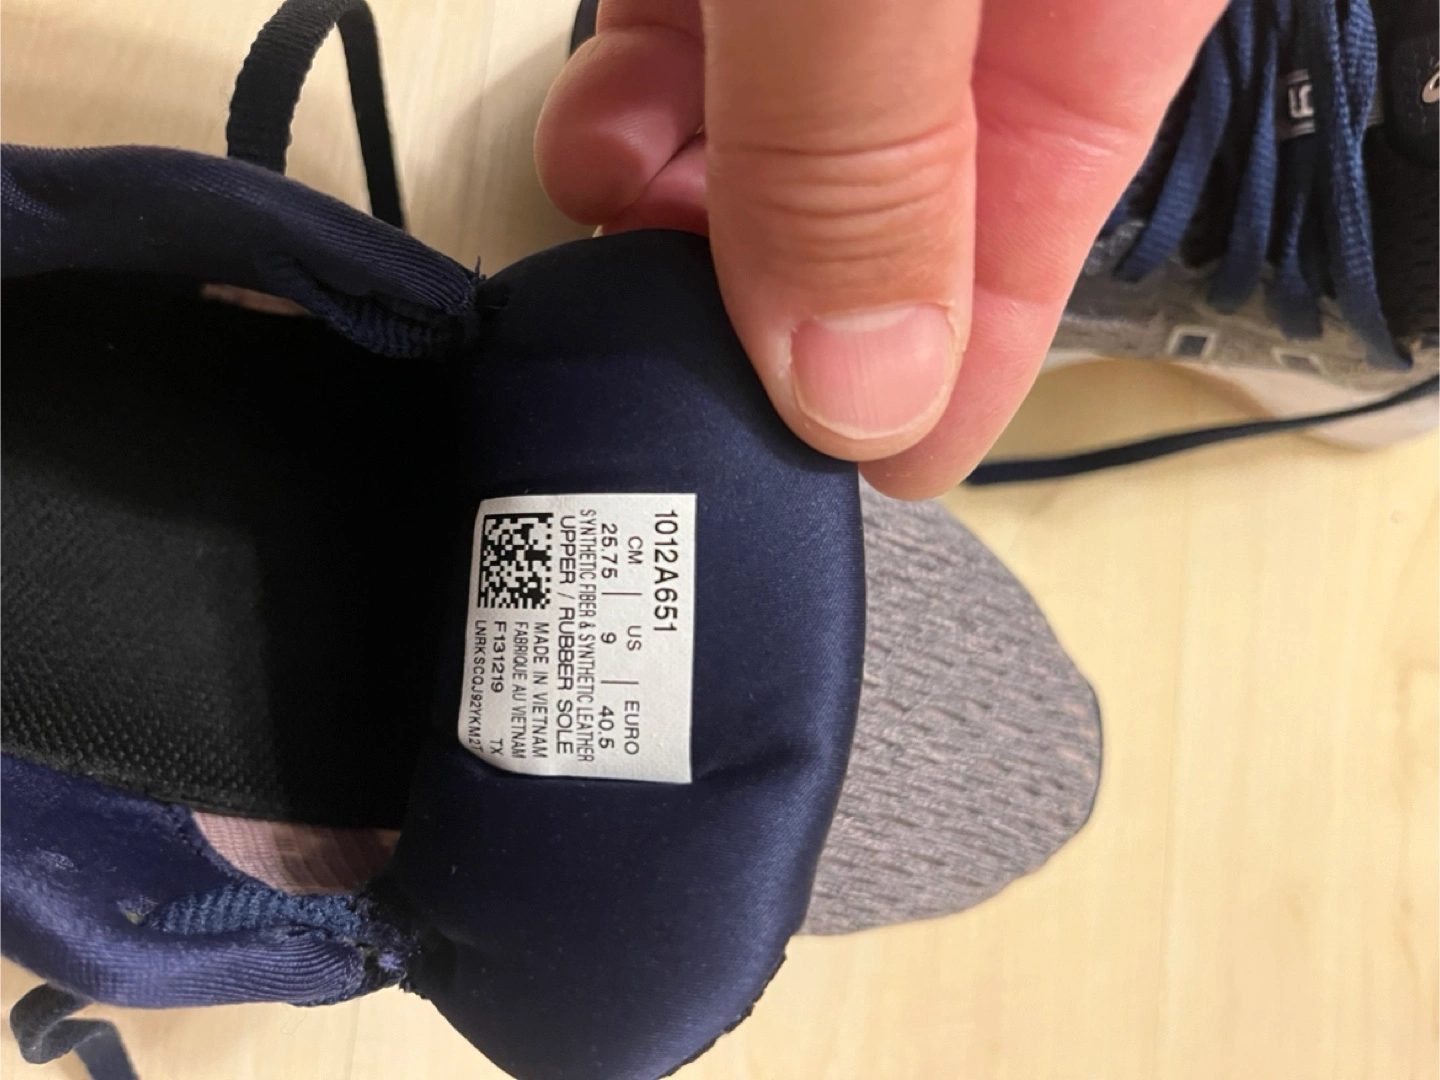 1012A651
CM | US | EURO
25.75 | 9 | 40.5
SYNTHETIC FIBER & SYNTHETIC LEATHER
UPPER / RUBBER SOLE
MADE IN VIETNAM
FABRIQUE AU VIETNAM
F131219 TX
LNRKSCQJ92YKM2T